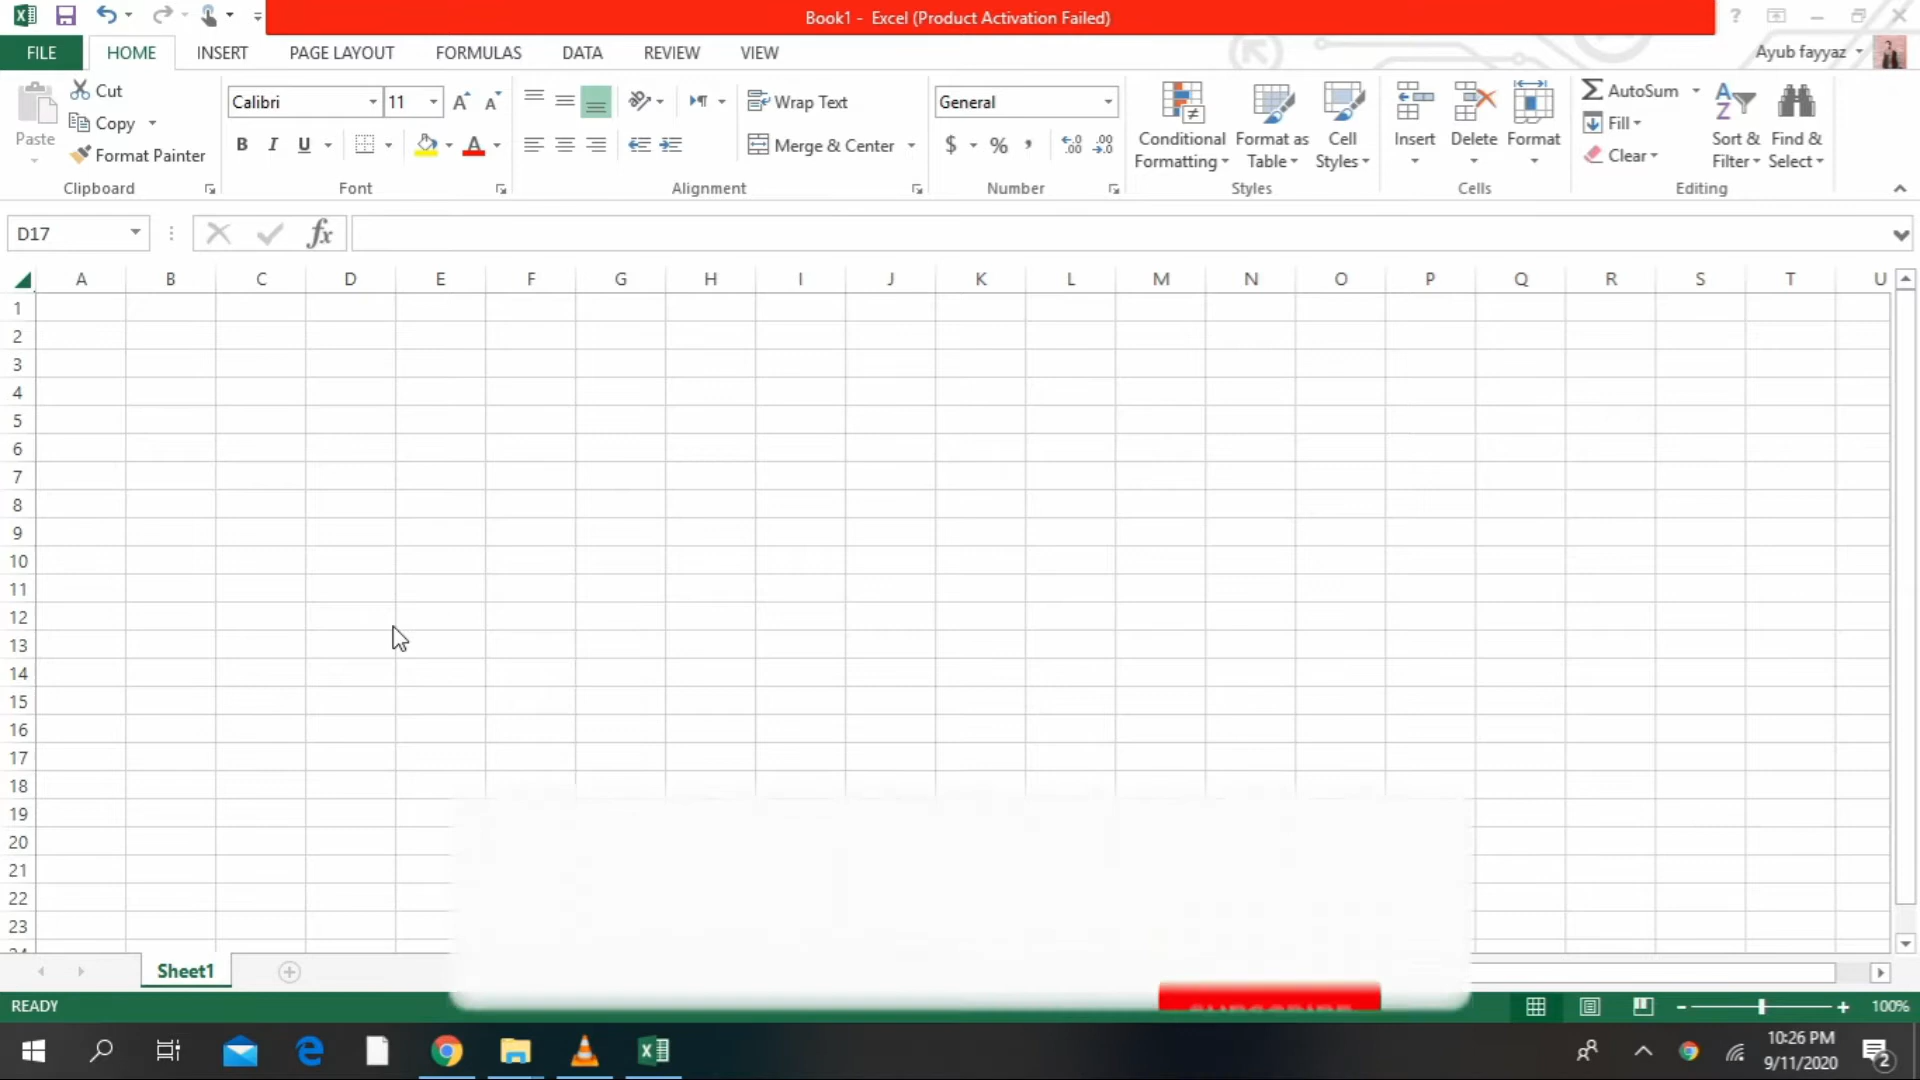 Book1 - Excel (Product Activation Failed)
FILE HOME INSERT PAGE LAYOUT FORMULAS DATA REVIEW VIEW Ayub fayyaz
Paste
Cut
Copy
Format Painter
Clipboard
Calibri 11
B I U A
Font
Wrap Text
Merge & Center
Alignment
General
$ % ,
Number
Conditional Formatting
Format as Table
Cell Styles
Styles
Insert Delete Format
Cells
AutoSum
Fill
Clear
Sort & Filter
Find & Select
Editing
D17 fx
A B C D E F G H I J K L M N O P Q R S T U
1
2
3
4
5
6
7
8
9
10
11
12
13
14
15
16
17
18
19
20
21
22
23
24
Sheet1
READY 100%
10:26 PM
9/11/2020
2